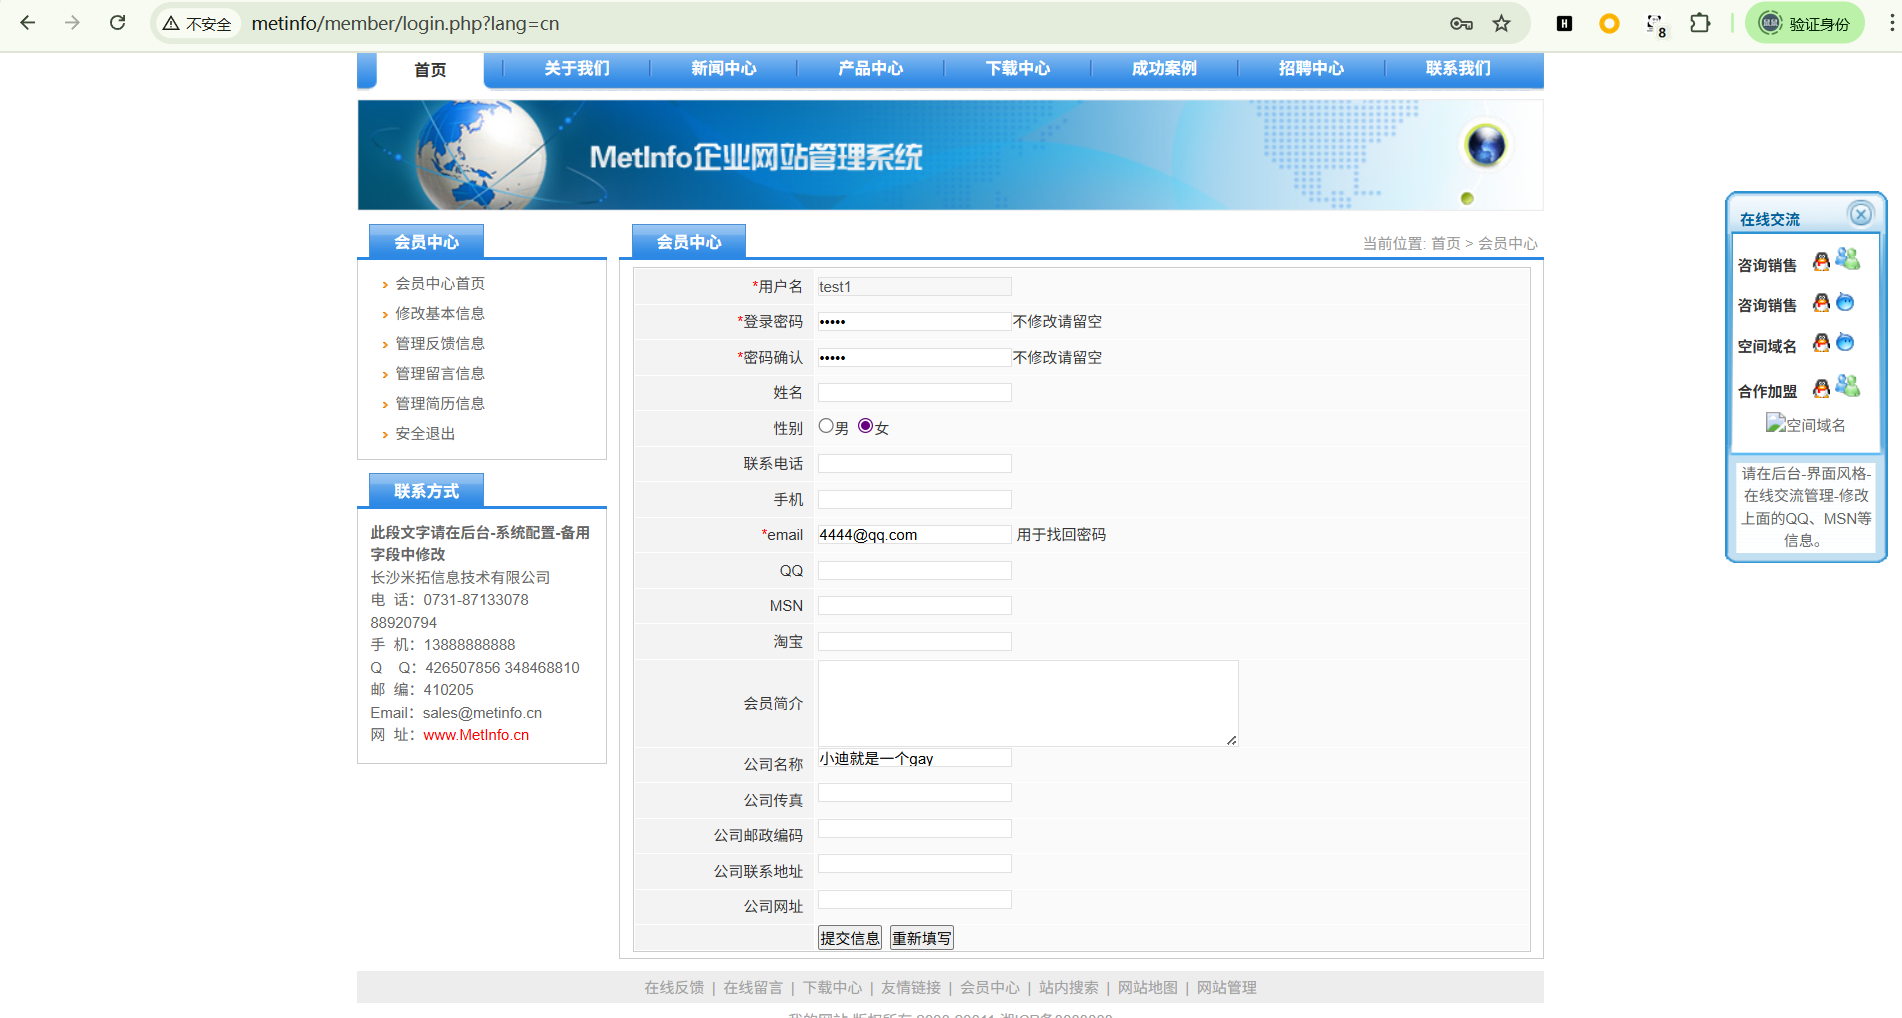 不安全 metinfo/member/login.php?lang=cn 8 验证身份
首页 关于我们 新闻中心 产品中心 下载中心 成功案例 招聘中心 联系我们
MetInfo企业网站管理系统
会员中心
会员中心首页
修改基本信息
管理反馈信息
管理留言信息
管理简历信息
安全退出
联系方式
此段文字请在后台-系统配置-备用
字段中修改
长沙米拓信息技术有限公司
电 话：0731-87133078
88920794
手 机：13888888888
Q Q：426507856 348468810
邮 编：410205
Email：sales@metinfo.cn
网 址：www.MetInfo.cn
会员中心 当前位置: 首页 > 会员中心
*用户名 test1
*登录密码 ••••• 不修改请留空
*密码确认 ••••• 不修改请留空
姓名
性别 男 女
联系电话
手机
*email 4444@qq.com 用于找回密码
QQ
MSN
淘宝
会员简介
公司名称 小迪就是一个gay
公司传真
公司邮政编码
公司联系地址
公司网址
提交信息 重新填写
在线交流
咨询销售
咨询销售
空间域名
合作加盟
空间域名
请在后台-界面风格-
在线交流管理-修改
上面的QQ、MSN等
信息。
在线反馈 | 在线留言 | 下载中心 | 友情链接 | 会员中心 | 站内搜索 | 网站地图 | 网站管理